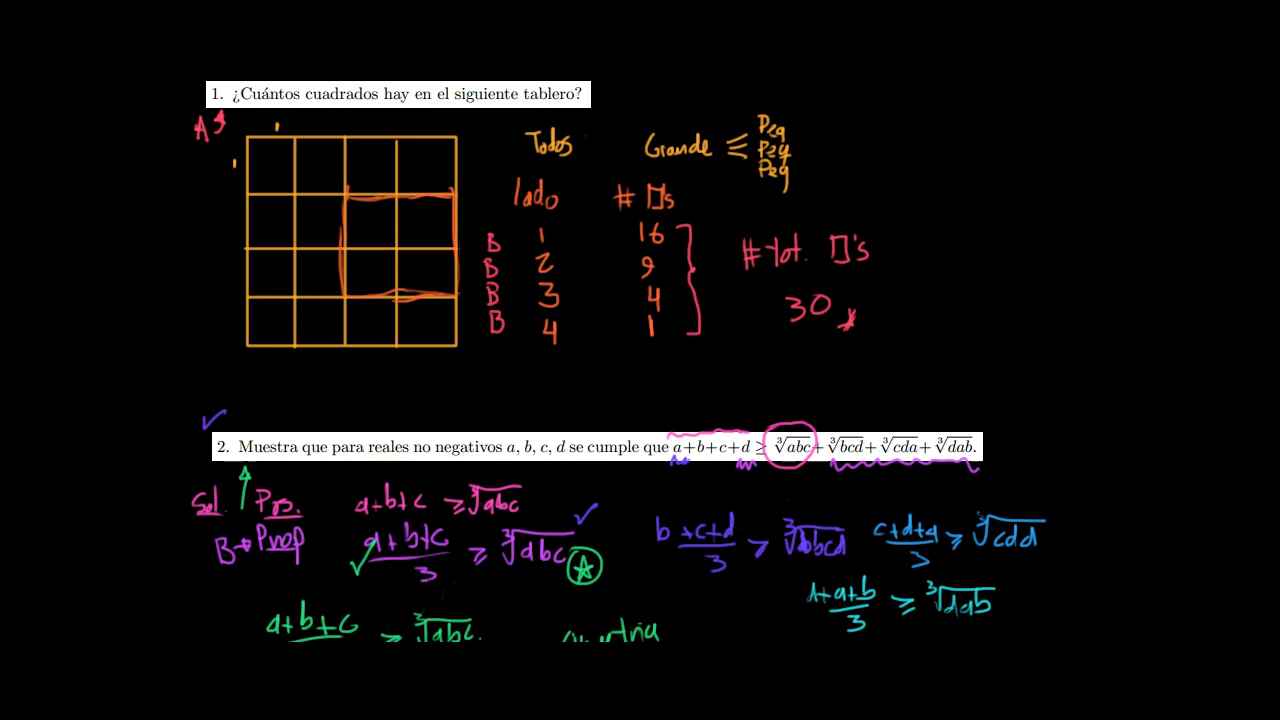 1. ¿Cuántos cuadrados hay en el siguiente tablero?
Todos Grande ≤ Peq
Peq
Peq
lado # □'s
B 1 16
B 2 9
B 3 4
B 4 1
# tot. □'s
30
2. Muestra que para reales no negativos a, b, c, d se cumple que a+b+c+d ≥ ∛abc + ∛bcd + ∛cda + ∛dab.
Sol. Prs. a+b+c ≥ ∛abc
B → Prop (a+b+c)/3 ≥ ∛abc (b+c+d)/3 ≥ ∛bcd (c+d+a)/3 ≥ ∛cda
(d+a+b)/3 ≥ ∛dab
a+b+c ≥ ∛abc.